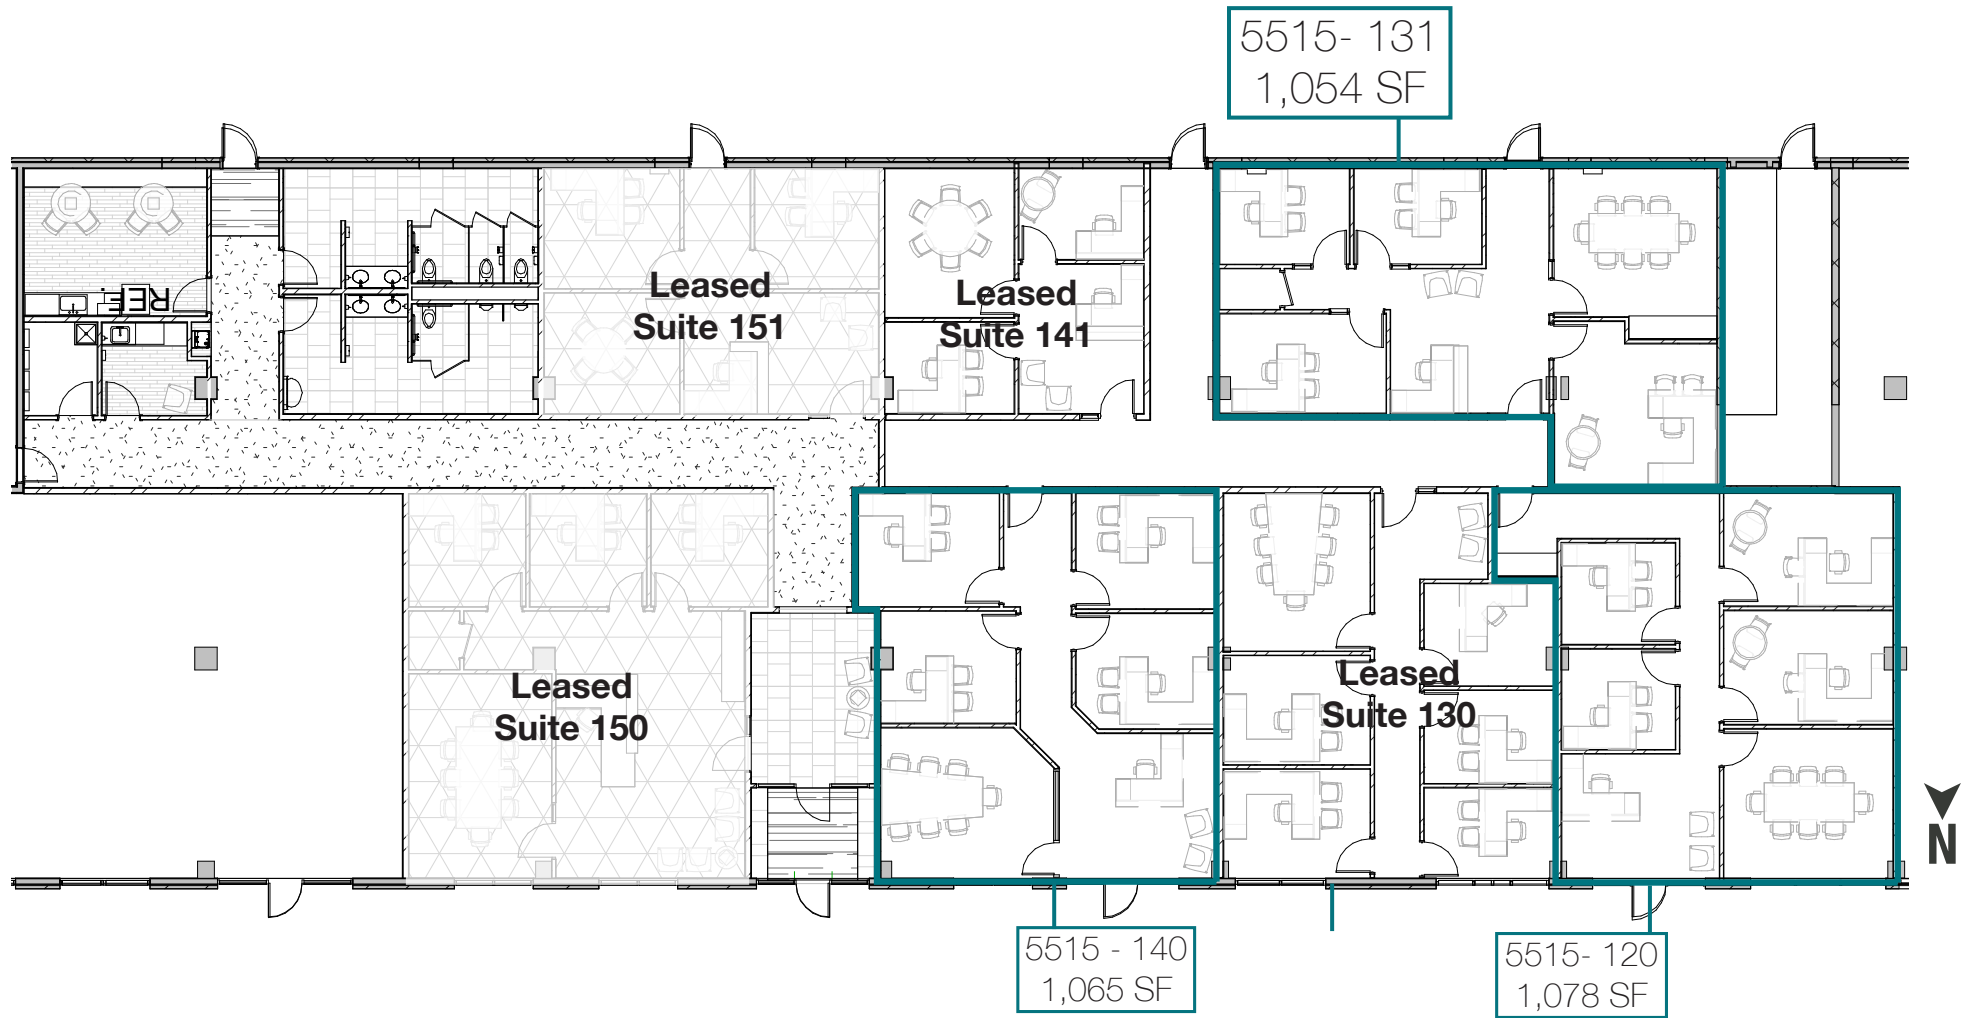 5515- 131
1,054 SF
REF.
Leased
Suite 151
Leased
Suite 141
Leased
Suite 150
Leased
Suite 130
N
5515 - 140
1,065 SF
5515- 120
1,078 SF